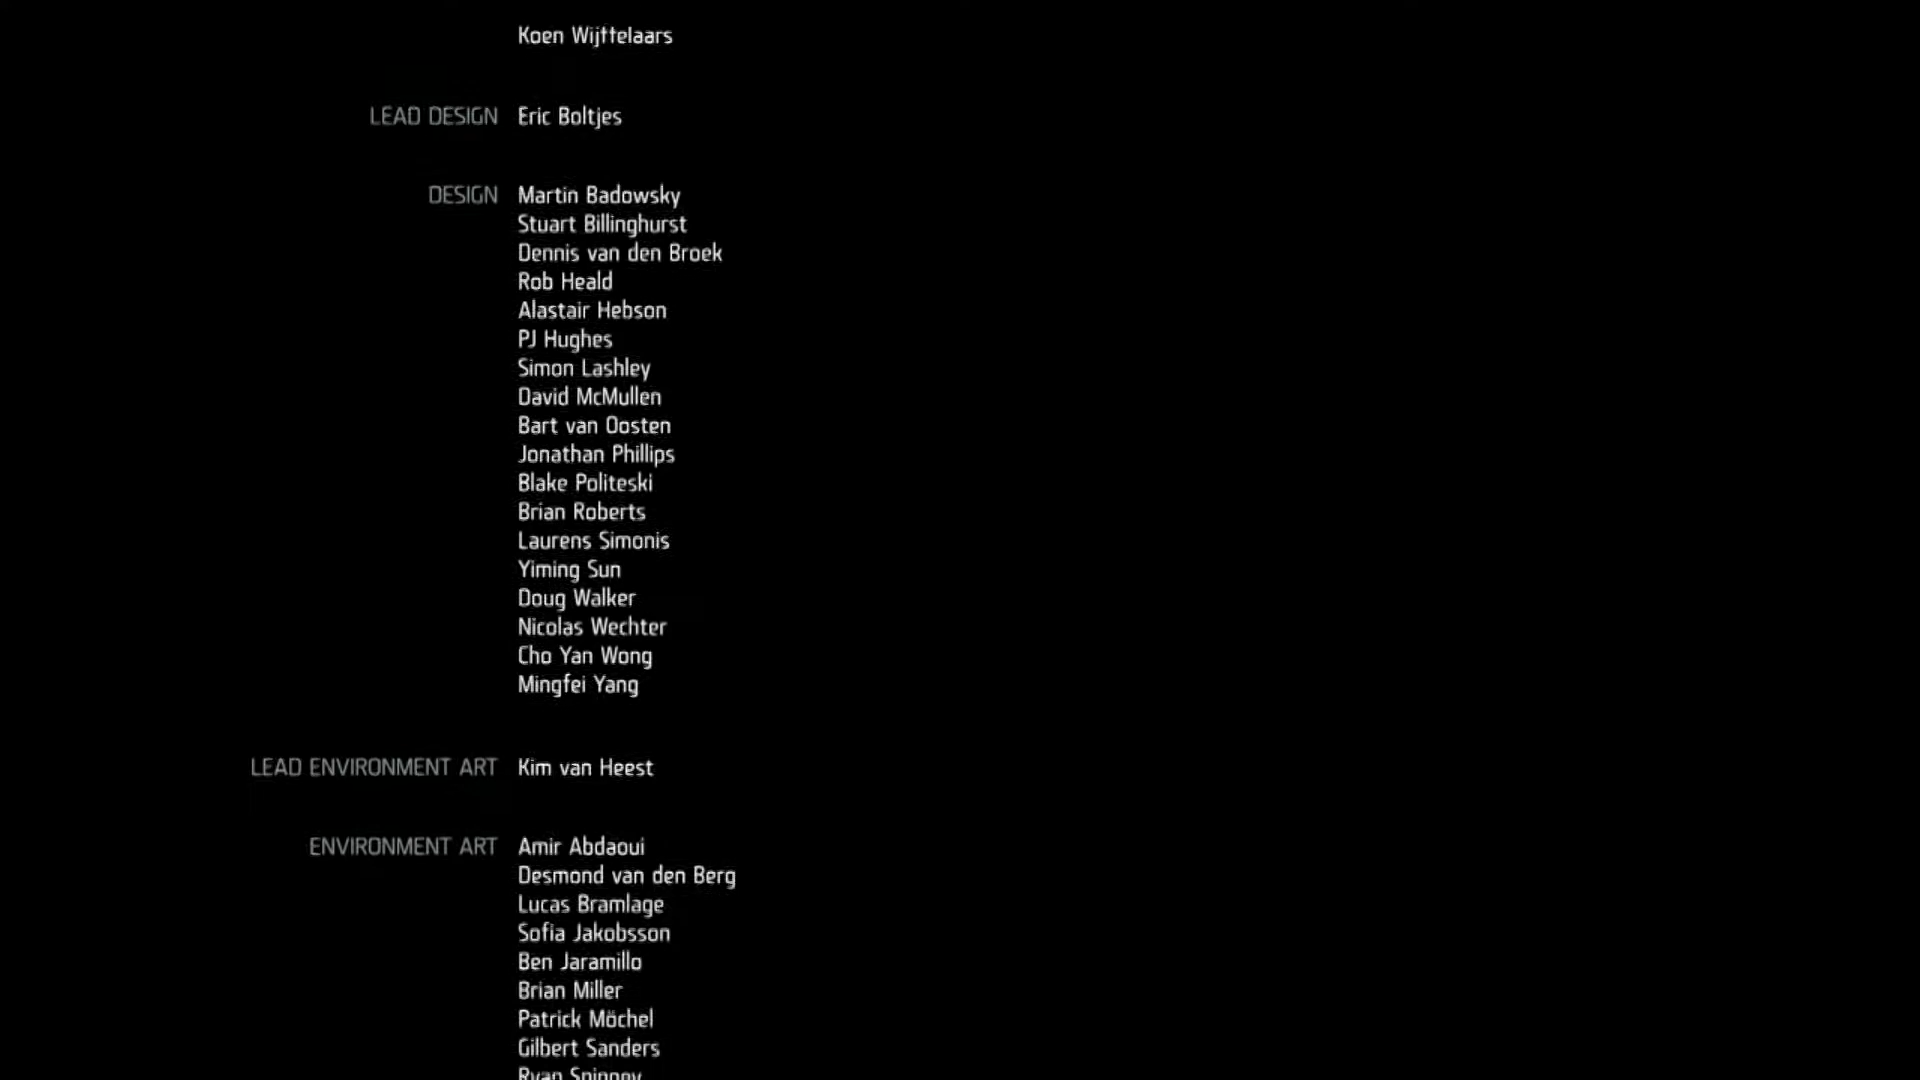 Koen Wijttelaars
LEAD DESIGN Eric Boltjes
DESIGN Martin Badowsky
Stuart Billinghurst
Dennis van den Broek
Rob Heald
Alastair Hebson
PJ Hughes
Simon Lashley
David McMullen
Bart van Oosten
Jonathan Phillips
Blake Politeski
Brian Roberts
Laurens Simonis
Yiming Sun
Doug Walker
Nicolas Wechter
Cho Yan Wong
Mingfei Yang
LEAD ENVIRONMENT ART Kim van Heest
ENVIRONMENT ART Amir Abdaoui
Desmond van den Berg
Lucas Bramlage
Sofia Jakobsson
Ben Jaramillo
Brian Miller
Patrick Möchel
Gilbert Sanders
Ryan